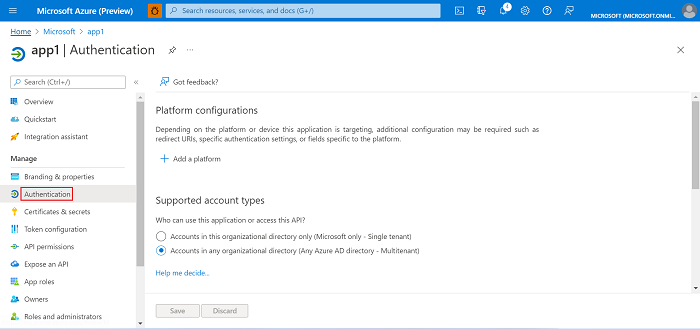 Microsoft Azure (Preview)
Search resources, services, and docs (G+/)
4
MICROSOFT (MICROSOFT.ONMI...
Home > Microsoft > app1
app1 | Authentication
Search (Ctrl+/)
Got feedback?
Overview
Quickstart
Integration assistant
Manage
Branding & properties
Authentication
Certificates & secrets
Token configuration
API permissions
Expose an API
App roles
Owners
Roles and administrators
Platform configurations
Depending on the platform or device this application is targeting, additional configuration may be required such as
redirect URIs, specific authentication settings, or fields specific to the platform.
Add a platform
Supported account types
Who can use this application or access this API?
Accounts in this organizational directory only (Microsoft only - Single tenant)
Accounts in any organizational directory (Any Azure AD directory - Multitenant)
Help me decide...
Save
Discard